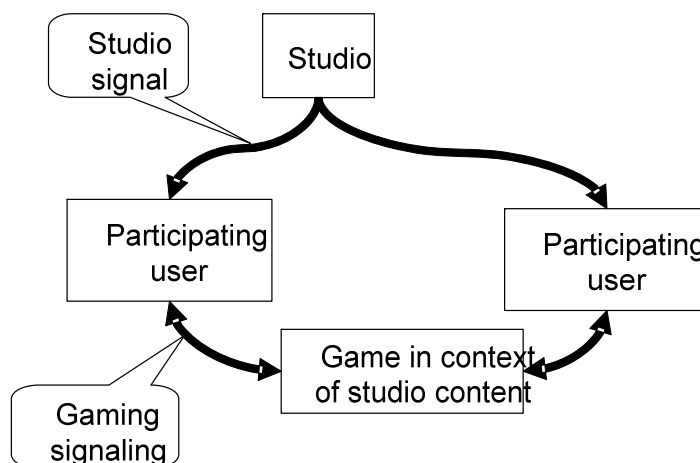 Studio
signal
Studio
Participating
user
Participating
user
Game in context
of studio content
Gaming
signaling